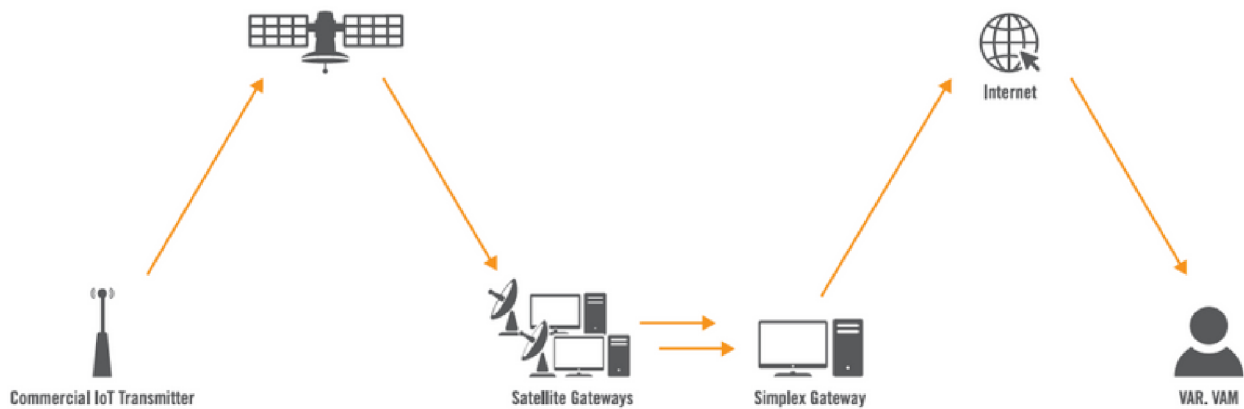 Internet
Commercial IoT Transmitter
Satellite Gateways
Simplex Gateway
VAR. VAM